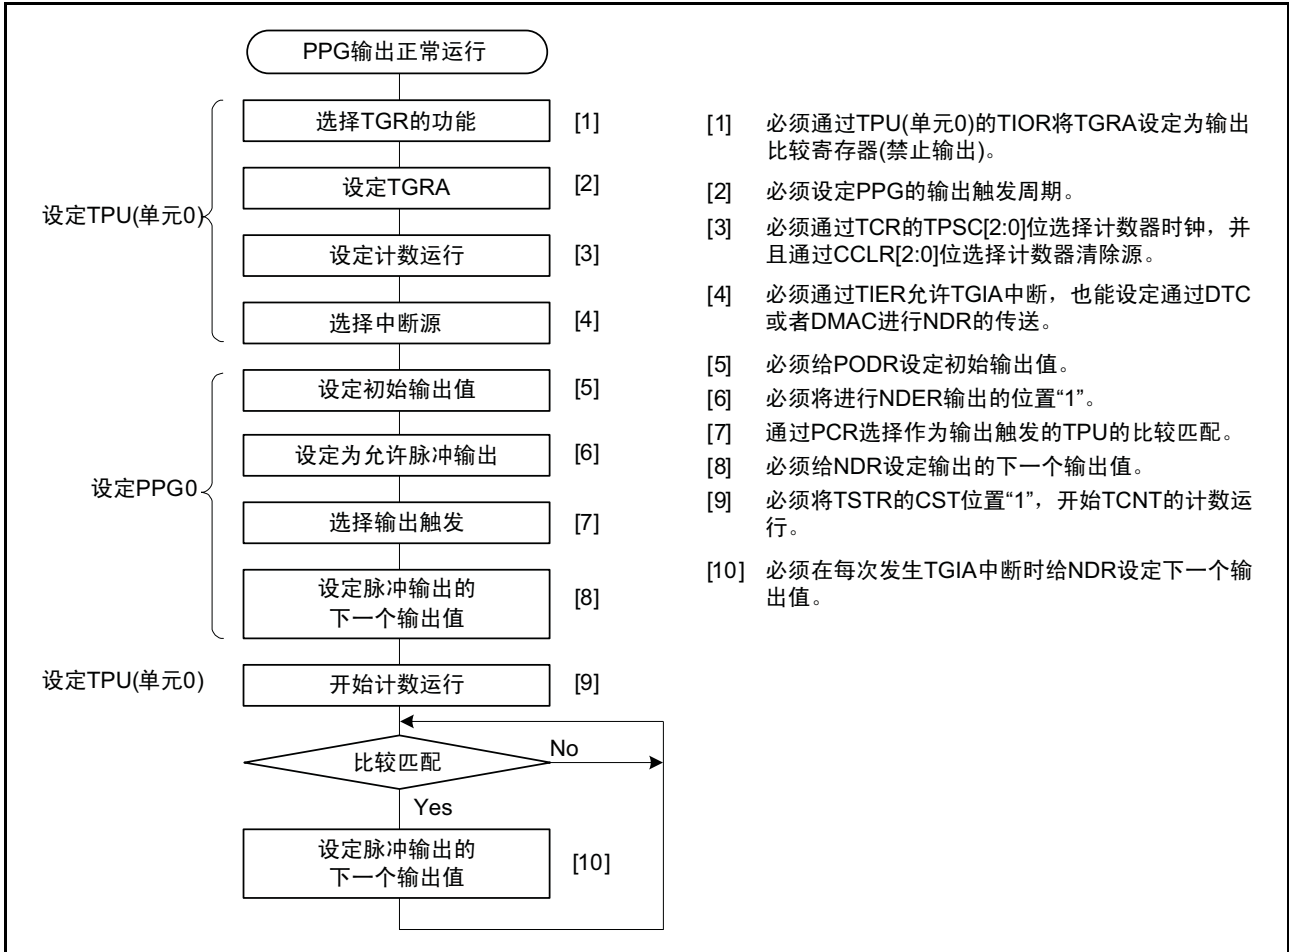 PPG输出正常运行
设定TPU(单元0)
选择TGR的功能
[1]
设定TGRA
[2]
设定计数运行
[3]
选择中断源
[4]
设定PPG0
设定初始输出值
[5]
设定为允许脉冲输出
[6]
选择输出触发
[7]
设定脉冲输出的
下一个输出值
[8]
设定TPU(单元0)
开始计数运行
[9]
比较匹配
No
Yes
设定脉冲输出的
下一个输出值
[10]
[1] 必须通过TPU(单元0)的TIOR将TGRA设定为输出
比较寄存器(禁止输出)。
[2] 必须设定PPG的输出触发周期。
[3] 必须通过TCR的TPSC[2:0]位选择计数器时钟，并
且通过CCLR[2:0]位选择计数器清除源。
[4] 必须通过TIER允许TGIA中断，也能设定通过DTC
或者DMAC进行NDR的传送。
[5] 必须给PODR设定初始输出值。
[6] 必须将进行NDER输出的位置“1”。
[7] 通过PCR选择作为输出触发的TPU的比较匹配。
[8] 必须给NDR设定输出的下一个输出值。
[9] 必须将TSTR的CST位置“1”，开始TCNT的计数运
行。
[10] 必须在每次发生TGIA中断时给NDR设定下一个输
出值。